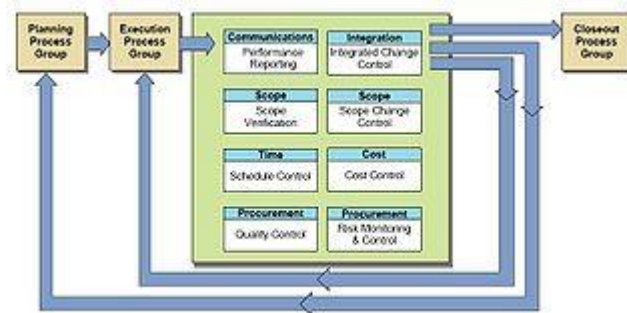 Planning
Process
Group
Execution
Process
Group
Communications
Performance
Reporting
Integration
Integrated Change
Control
Closeout
Process
Group
Scope
Scope
Verification
Scope
Scope Change
Control
Time
Schedule Control
Cost
Cost Control
Procurement
Quality Control
Procurement
Risk Monitoring
& Control